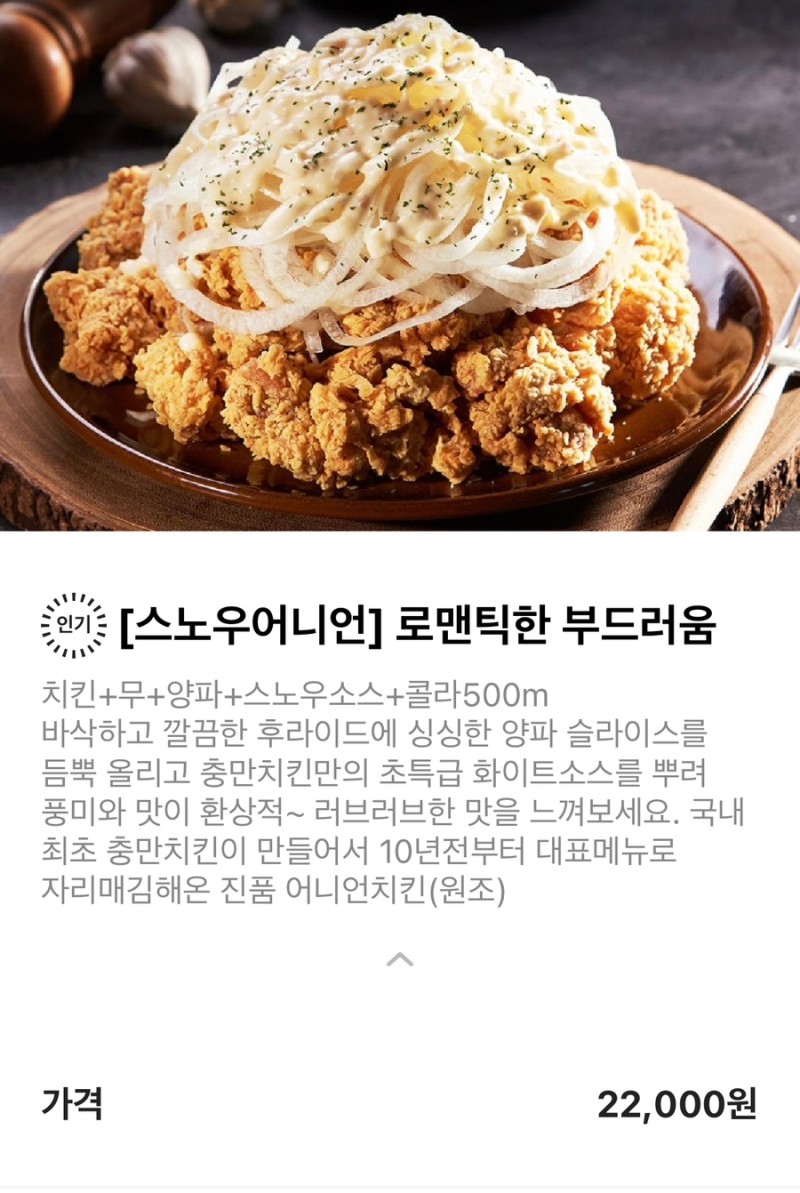 인기 [스노우어니언] 로맨틱한 부드러움
치킨+무+양파+스노우소스+콜라500m
바삭하고 깔끔한 후라이드에 싱싱한 양파 슬라이스를
듬뿍 올리고 충만치킨만의 초특급 화이트소스를 뿌려
풍미와 맛이 환상적~ 러브러브한 맛을 느껴보세요. 국내
최초 충만치킨이 만들어서 10년전부터 대표메뉴로
자리매김해온 진품 어니언치킨(원조)
가격 22,000원